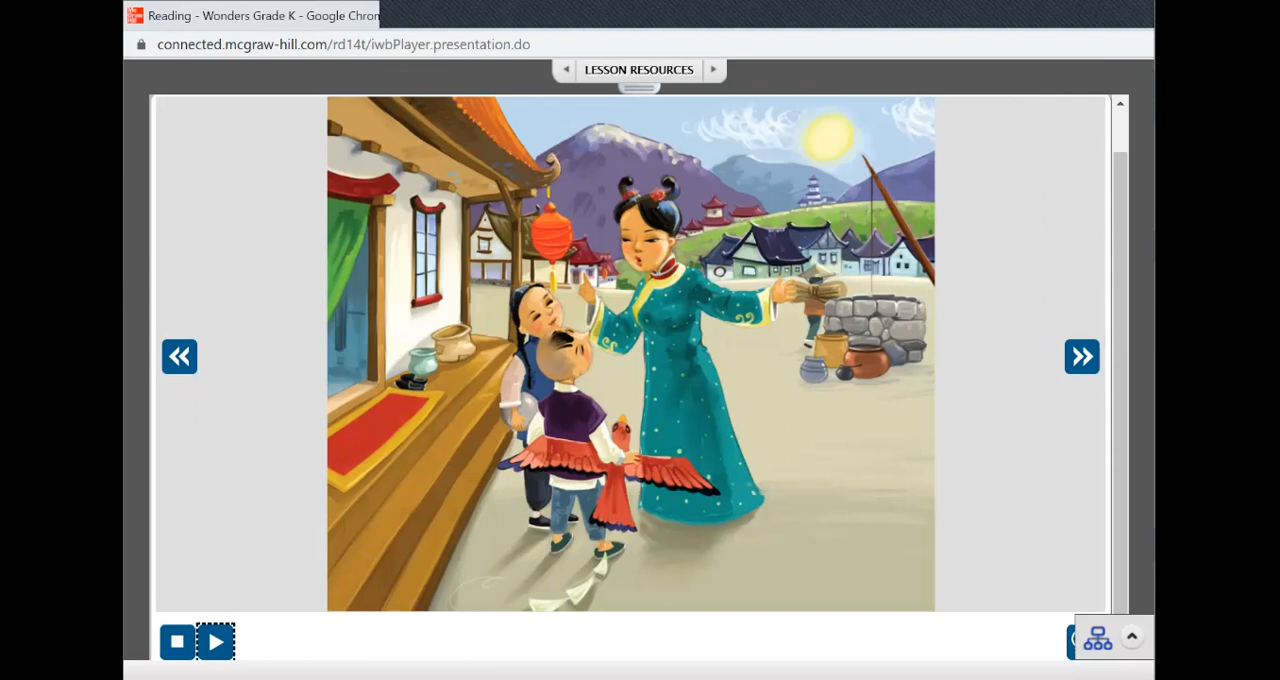 Reading - Wonders Grade K - Google Chron
connected.mcgraw-hill.com/rd14t/iwbPlayer.presentation.do
LESSON RESOURCES